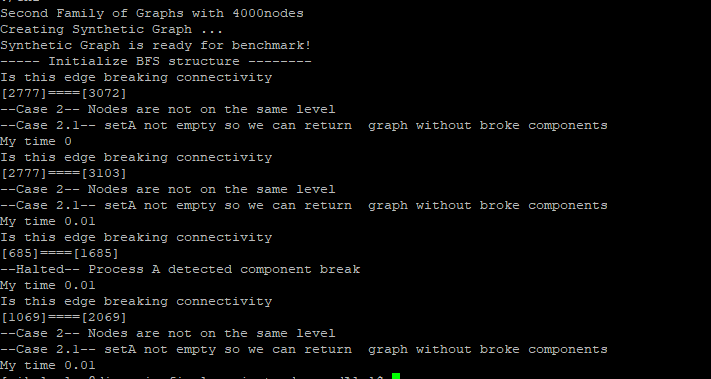 Second Family of Graphs with 4000nodes
Creating Synthetic Graph ...
Synthetic Graph is ready for benchmark!
----- Initialize BFS structure --------
Is this edge breaking connectivity
[2777]====[3072]
--Case 2-- Nodes are not on the same level
--Case 2.1-- setA not empty so we can return  graph without broke components
My time 0
Is this edge breaking connectivity
[2777]====[3103]
--Case 2-- Nodes are not on the same level
--Case 2.1-- setA not empty so we can return  graph without broke components
My time 0.01
Is this edge breaking connectivity
[685]====[1685]
--Halted-- Process A detected component break
My time 0.01
Is this edge breaking connectivity
[1069]====[2069]
--Case 2-- Nodes are not on the same level
--Case 2.1-- setA not empty so we can return  graph without broke components
My time 0.01